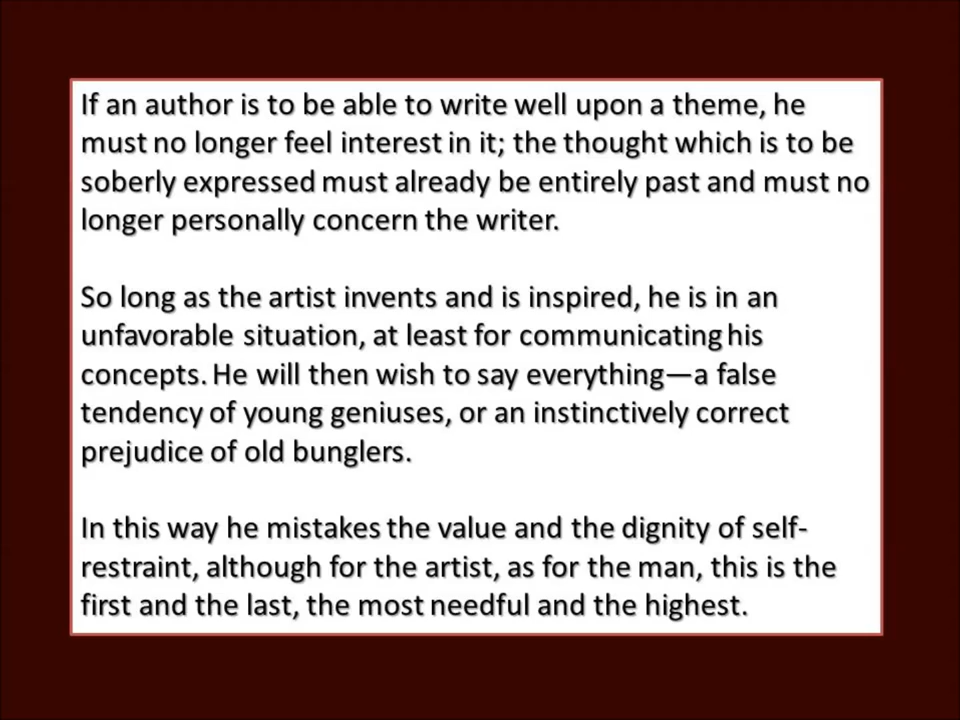 If an author is to be able to write well upon a theme, he
must no longer feel interest in it; the thought which is to be
soberly expressed must already be entirely past and must no
longer personally concern the writer.
So long as the artist invents and is inspired, he is in an
unfavorable situation, at least for communicating his
concepts. He will then wish to say everything—a false
tendency of young geniuses, or an instinctively correct
prejudice of old bunglers.
In this way he mistakes the value and the dignity of self-
restraint, although for the artist, as for the man, this is the
first and the last, the most needful and the highest.